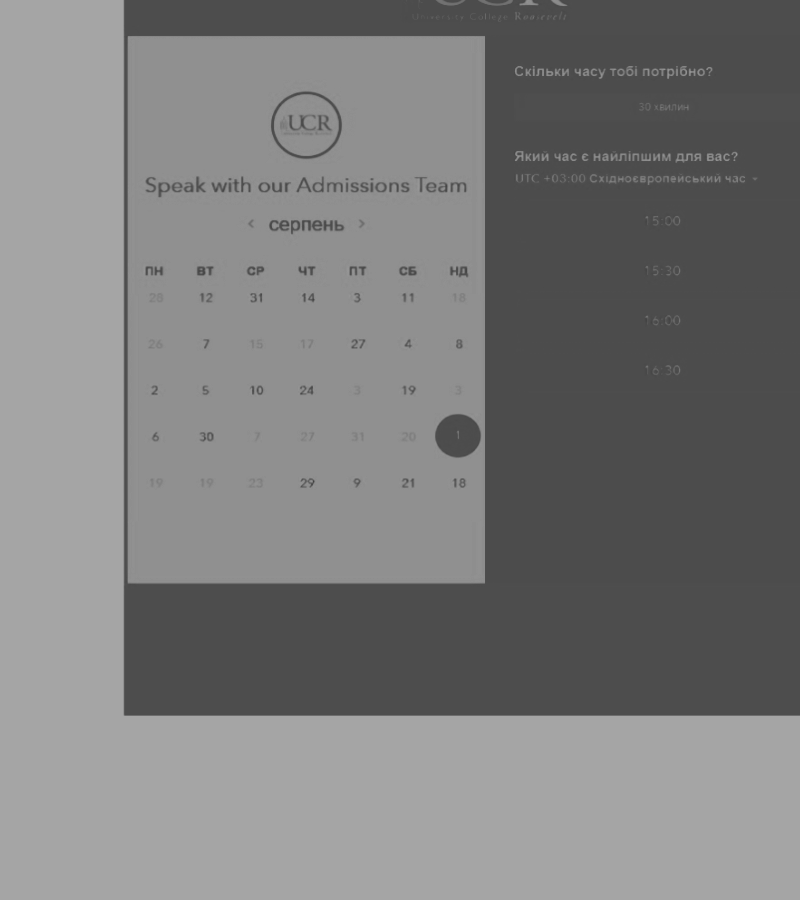 UCR
University College Roosevelt
UCR
Speak with our Admissions Team
< серпень >
ПН ВТ СР ЧТ ПТ СБ НД
28 12 31 14 3 11 18
26 7 15 17 27 4 8
2 5 10 24 3 19 3
6 30 7 27 31 20 1
19 19 23 29 9 21 18
Скільки часу тобі потрібно?
30 хвилин
Який час є найліпшим для вас?
UTC +03:00 Східноєвропейський час
15:00
15:30
16:00
16:30